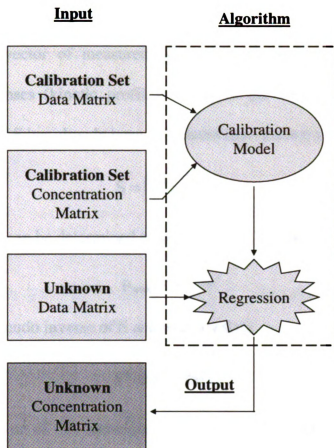 Input
Algorithm
Calibration Set
Data Matrix
Calibration Set
Concentration
Matrix
Calibration
Model
Unknown
Data Matrix
Regression
Unknown
Concentration
Matrix
Output